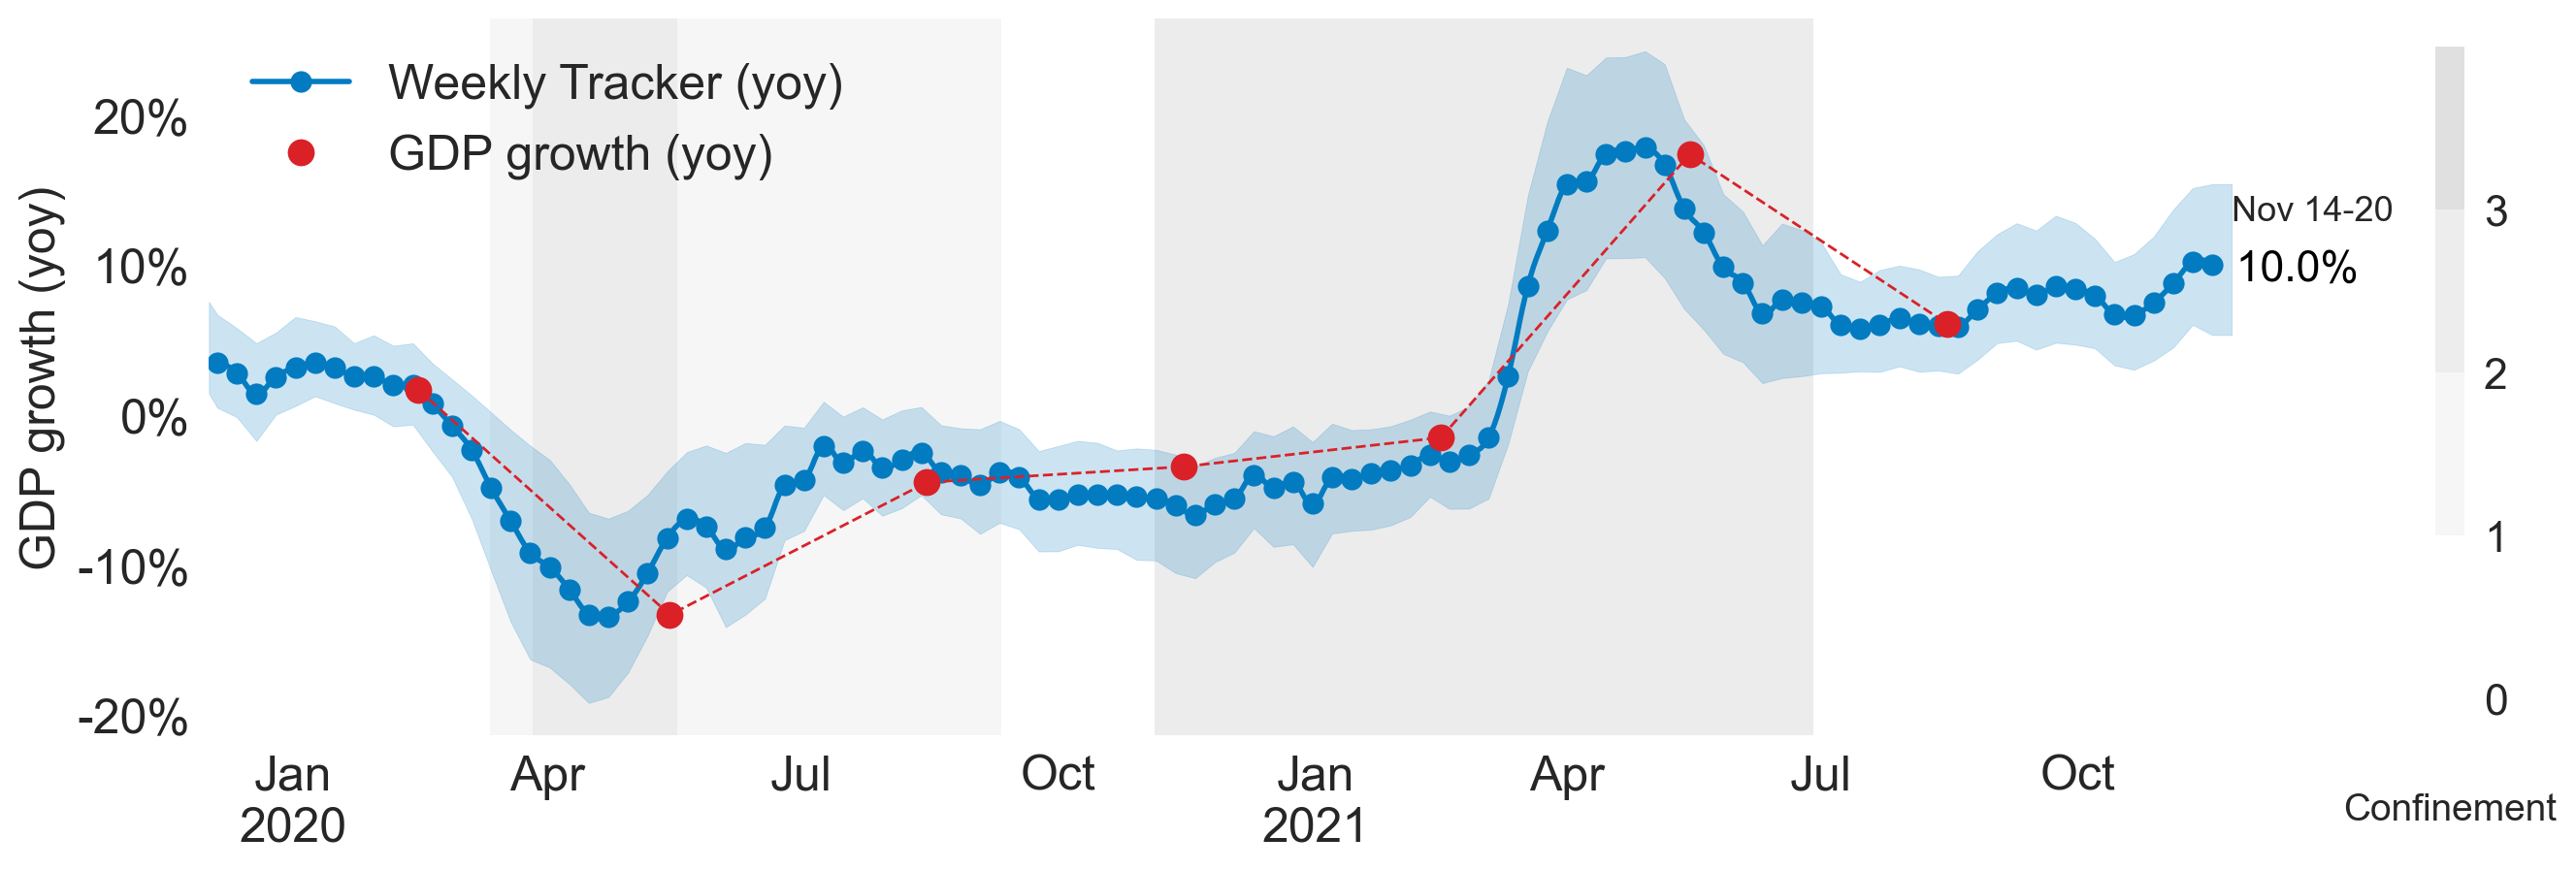 Weekly Tracker (yoy)
GDP growth (yoy)
GDP growth (yoy)
20%
10%
0%
-10%
-20%
Jan
2020
Apr
Jul
Oct
Jan
2021
Apr
Jul
Oct
Nov 14-20
10.0%
3
2
1
0
Confinement